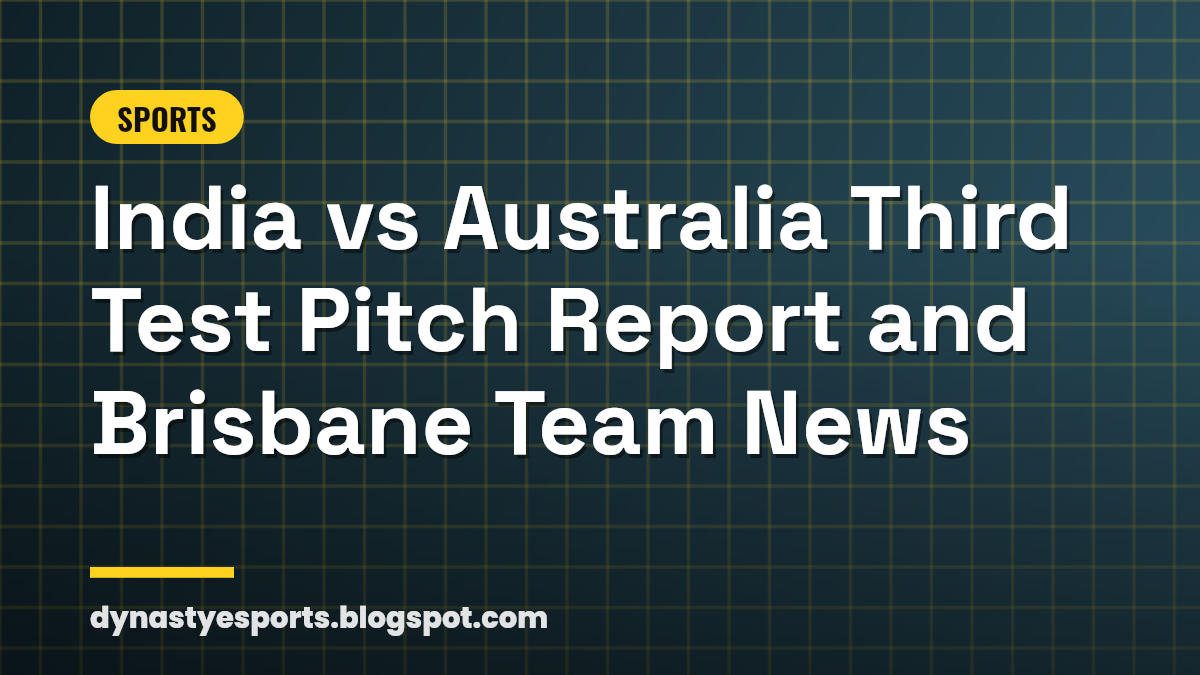 SPORTS
India vs Australia Third
Test Pitch Report and
Brisbane Team News
dynastyesports.blogspot.com